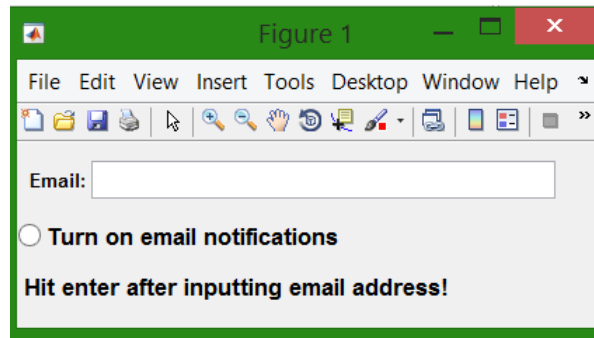 Figure 1
File Edit View Insert Tools Desktop Window Help
Email:
Turn on email notifications
Hit enter after inputting email address!